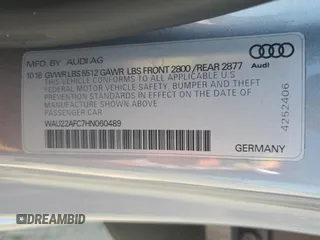 MFD. BY AUDI AG
10 16 GVWR LBS 5512 GAWR LBS FRONT 2800 /REAR 2877
THIS VEHICLE CONFORMS TO ALL APPLICABLE U.S.
FEDERAL MOTOR VEHICLE SAFETY, BUMPER AND THEFT
PREVENTION STANDARDS IN EFFECT ON THE DATE OF
MANUFACTURE SHOWN ABOVE.
PASSENGER CAR
WAU22AFC7HN060489
Audi
4252406
GERMANY
DREAMBID